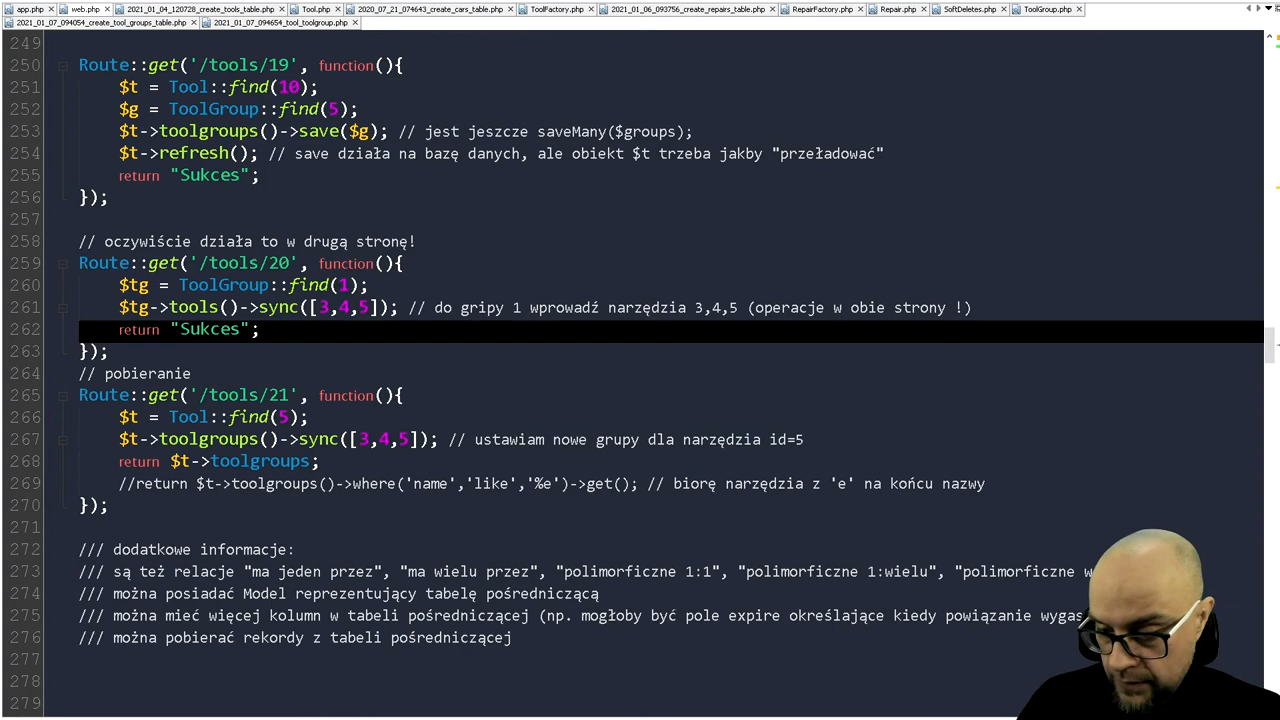 app.php web.php 2021_01_04_120728_create_tools_table.php Tool.php 2020_07_21_074643_create_cars_table.php ToolFactory.php 2021_01_06_093756_create_repairs_table.php RepairFactory.php Repair.php SoftDeletes.php ToolGroup.php
2021_01_07_094054_create_tool_groups_table.php 2021_01_07_094654_tool_toolgroup.php
249
250 Route::get('/tools/19', function(){
251 $t = Tool::find(10);
252 $g = ToolGroup::find(5);
253 $t->toolgroups()->save($g); // jest jeszcze saveMany($groups);
254 $t->refresh(); // save działa na bazę danych, ale obiekt $t trzeba jakby "przeładować"
255 return "Sukces";
256 });
257
258 // oczywiście działa to w drugą stronę!
259 Route::get('/tools/20', function(){
260 $tg = ToolGroup::find(1);
261 $tg->tools()->sync([3,4,5]); // do gripy 1 wprowadź narzędzia 3,4,5 (operacje w obie strony !)
262 return "Sukces";
263 });
264 // pobieranie
265 Route::get('/tools/21', function(){
266 $t = Tool::find(5);
267 $t->toolgroups()->sync([3,4,5]); // ustawiam nowe grupy dla narzędzia id=5
268 return $t->toolgroups;
269 //return $t->toolgroups()->where('name','like','%e')->get(); // biorę narzędzia z 'e' na końcu nazwy
270 });
271
272 /// dodatkowe informacje:
273 /// są też relacje "ma jeden przez", "ma wielu przez", "polimorficzne 1:1", "polimorficzne 1:wielu", "polimorficzne
274 /// można posiadać Model reprezentujący tabelę pośredniczącą
275 /// można mieć więcej kolumn w tabeli pośredniczącej (np. mogłoby być pole expire określające kiedy powiązanie
276 /// można pobierać rekordy z tabeli pośredniczącej
277
278
279